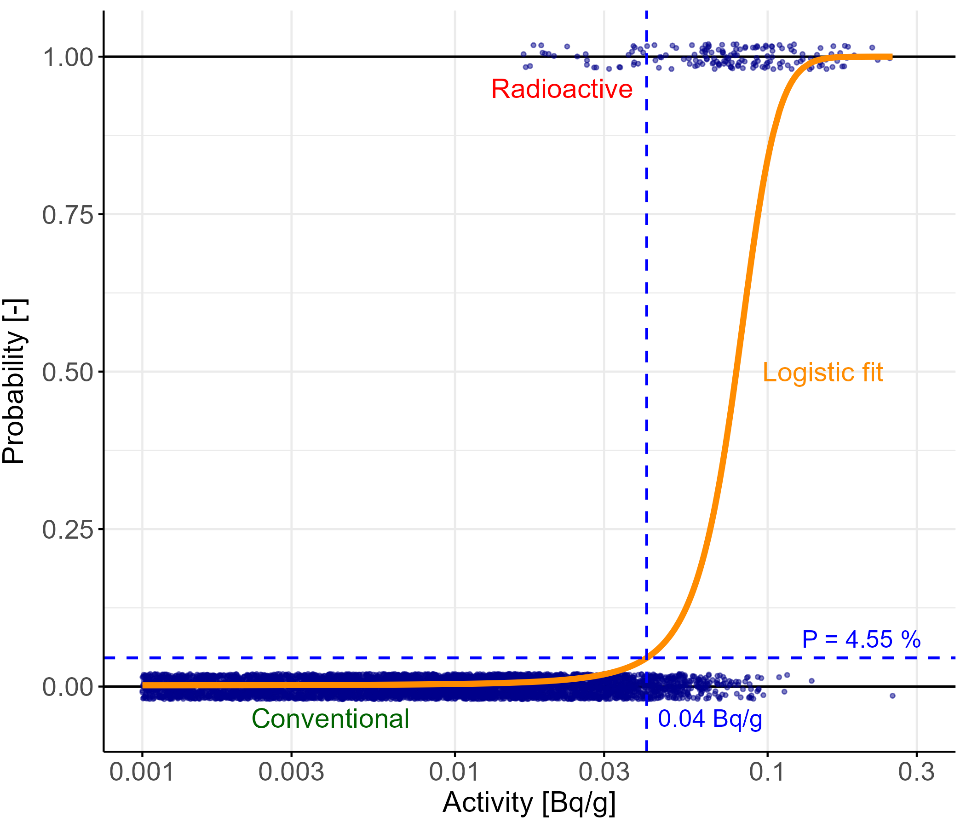 1.00
Radioactive
0.75
Probability [-]
0.50
Logistic fit
0.25
P = 4.55 %
0.00
Conventional
0.04 Bq/g
0.001 0.003 0.01 0.03 0.1 0.3
Activity [Bq/g]